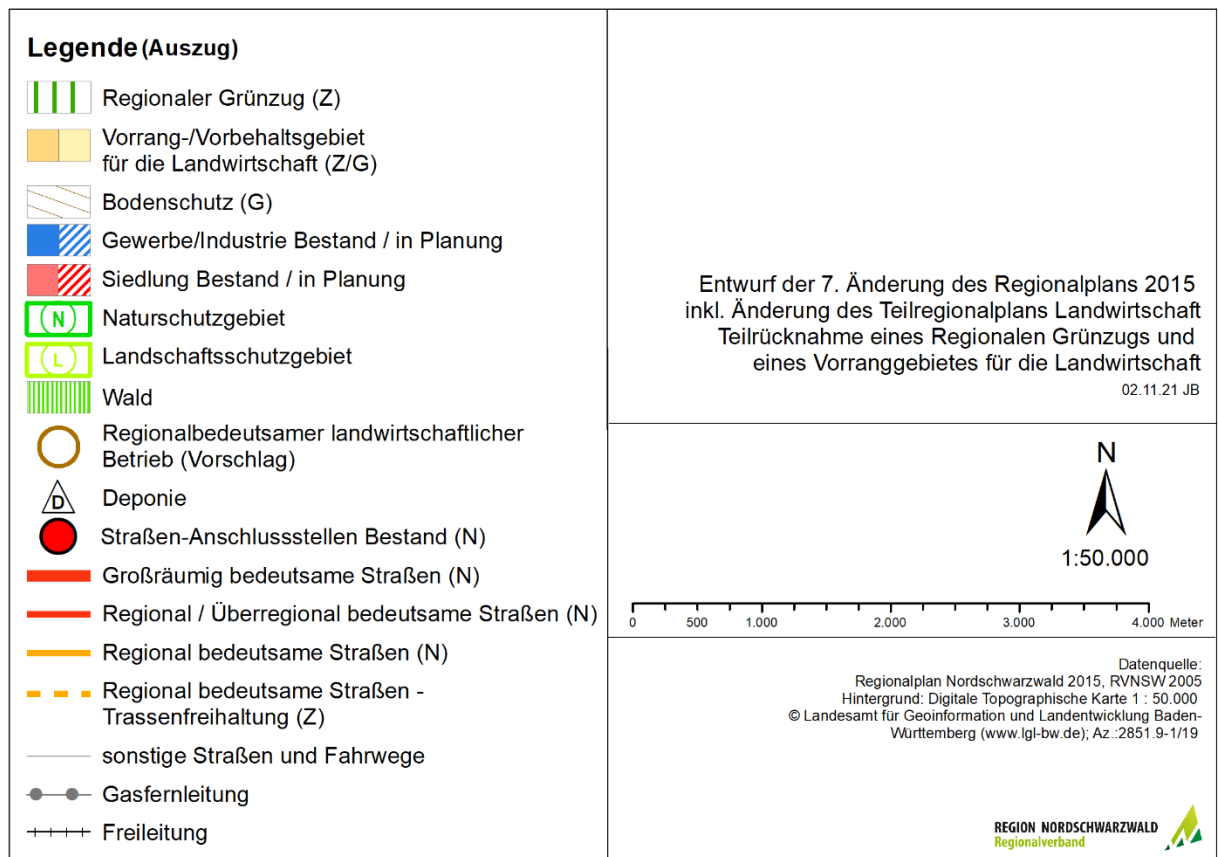 Legende (Auszug)
Regionaler Grünzug (Z)
Vorrang-/Vorbehaltsgebiet
für die Landwirtschaft (Z/G)
Bodenschutz (G)
Gewerbe/Industrie Bestand / in Planung
Siedlung Bestand / in Planung
N
Naturschutzgebiet
L
Landschaftsschutzgebiet
Wald
Regionalbedeutsamer landwirtschaftlicher
Betrieb (Vorschlag)
D
Deponie
Straßen-Anschlussstellen Bestand (N)
Großräumig bedeutsame Straßen (N)
Regional / Überregional bedeutsame Straßen (N)
Regional bedeutsame Straßen (N)
Regional bedeutsame Straßen -
Trassenfreihaltung (Z)
sonstige Straßen und Fahrwege
Gasfernleitung
Freileitung
Entwurf der 7. Änderung des Regionalplans 2015
inkl. Änderung des Teilregionalplans Landwirtschaft
Teilrücknahme eines Regionalen Grünzugs und
eines Vorranggebietes für die Landwirtschaft
02.11.21 JB
N
1:50.000
0 500 1.000 2.000 3.000 4.000 Meter
Datenquelle:
Regionalplan Nordschwarzwald 2015, RVNSW 2005
Hintergrund: Digitale Topographische Karte 1 : 50.000
© Landesamt für Geoinformation und Landentwicklung Baden-
Württemberg (www.lgl-bw.de); Az.:2851.9-1/19
REGION NORDSCHWARZWALD
Regionalverband